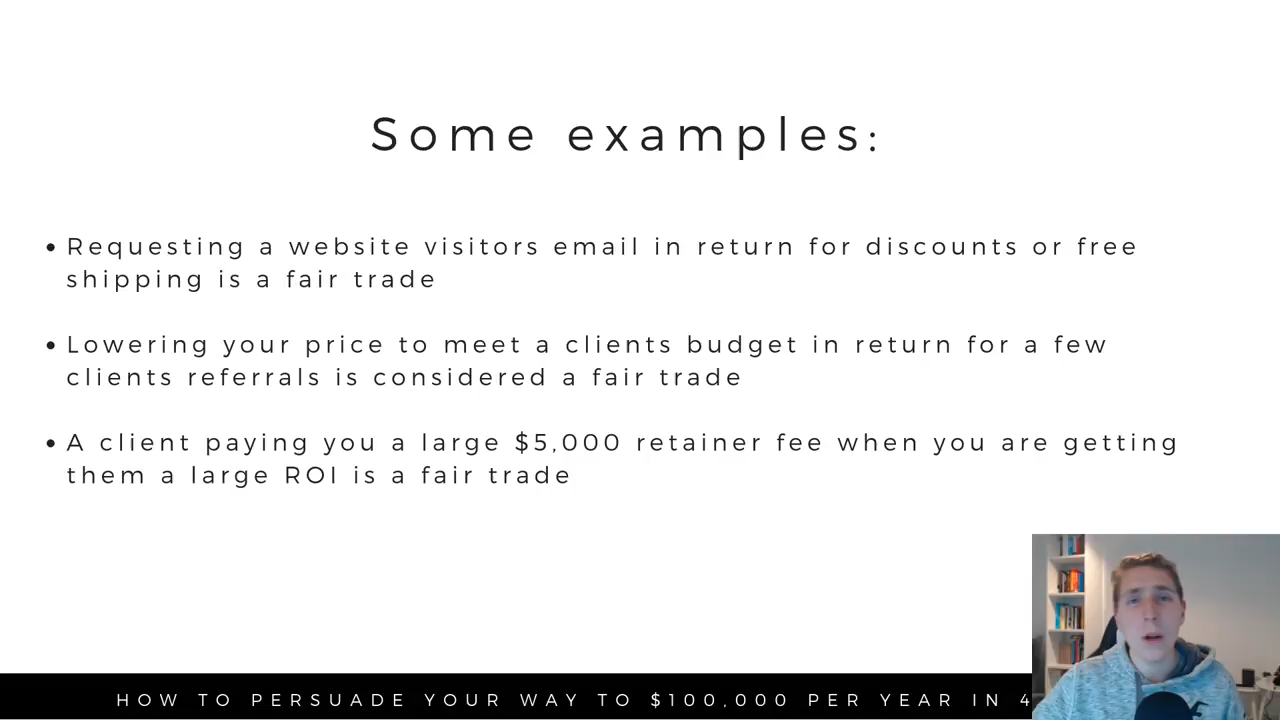 Some examples:
• Requesting a website visitors email in return for discounts or free
shipping is a fair trade
• Lowering your price to meet a clients budget in return for a few
clients referrals is considered a fair trade
• A client paying you a large $5,000 retainer fee when you are getting
them a large ROI is a fair trade
HOW TO PERSUADE YOUR WAY TO $100,000 PER YEAR IN 4